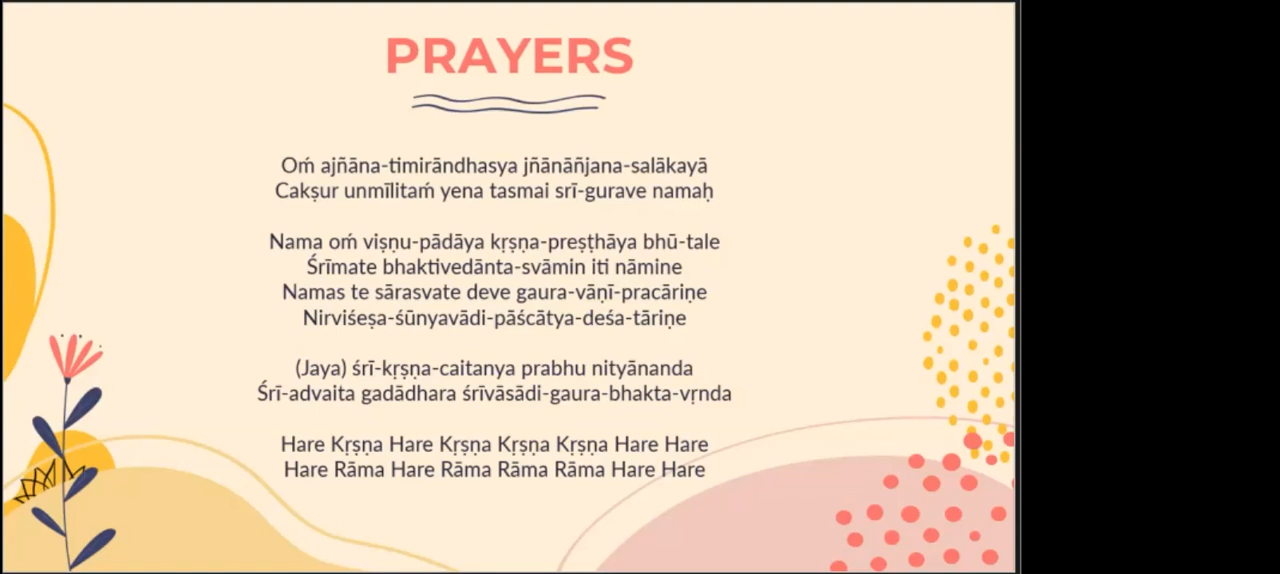 PRAYERS
Oḿ ajñāna-timirāndhasya jñānāñjana-salākayā
Cakṣur unmīlitaḿ yena tasmai srī-gurave namaḥ
Nama oḿ viṣṇu-pādāya kṛṣṇa-preṣṭhāya bhū-tale
Śrīmate bhaktivedānta-svāmin iti nāmine
Namas te sārasvate deve gaura-vāṇī-pracāriṇe
Nirviśeṣa-śūnyavādi-pāścātya-deśa-tāriṇe
(Jaya) śrī-kṛṣṇa-caitanya prabhu nityānanda
Śrī-advaita gadādhara śrīvāsādi-gaura-bhakta-vṛnda
Hare Kṛṣṇa Hare Kṛṣṇa Kṛṣṇa Kṛṣṇa Hare Hare
Hare Rāma Hare Rāma Rāma Rāma Hare Hare